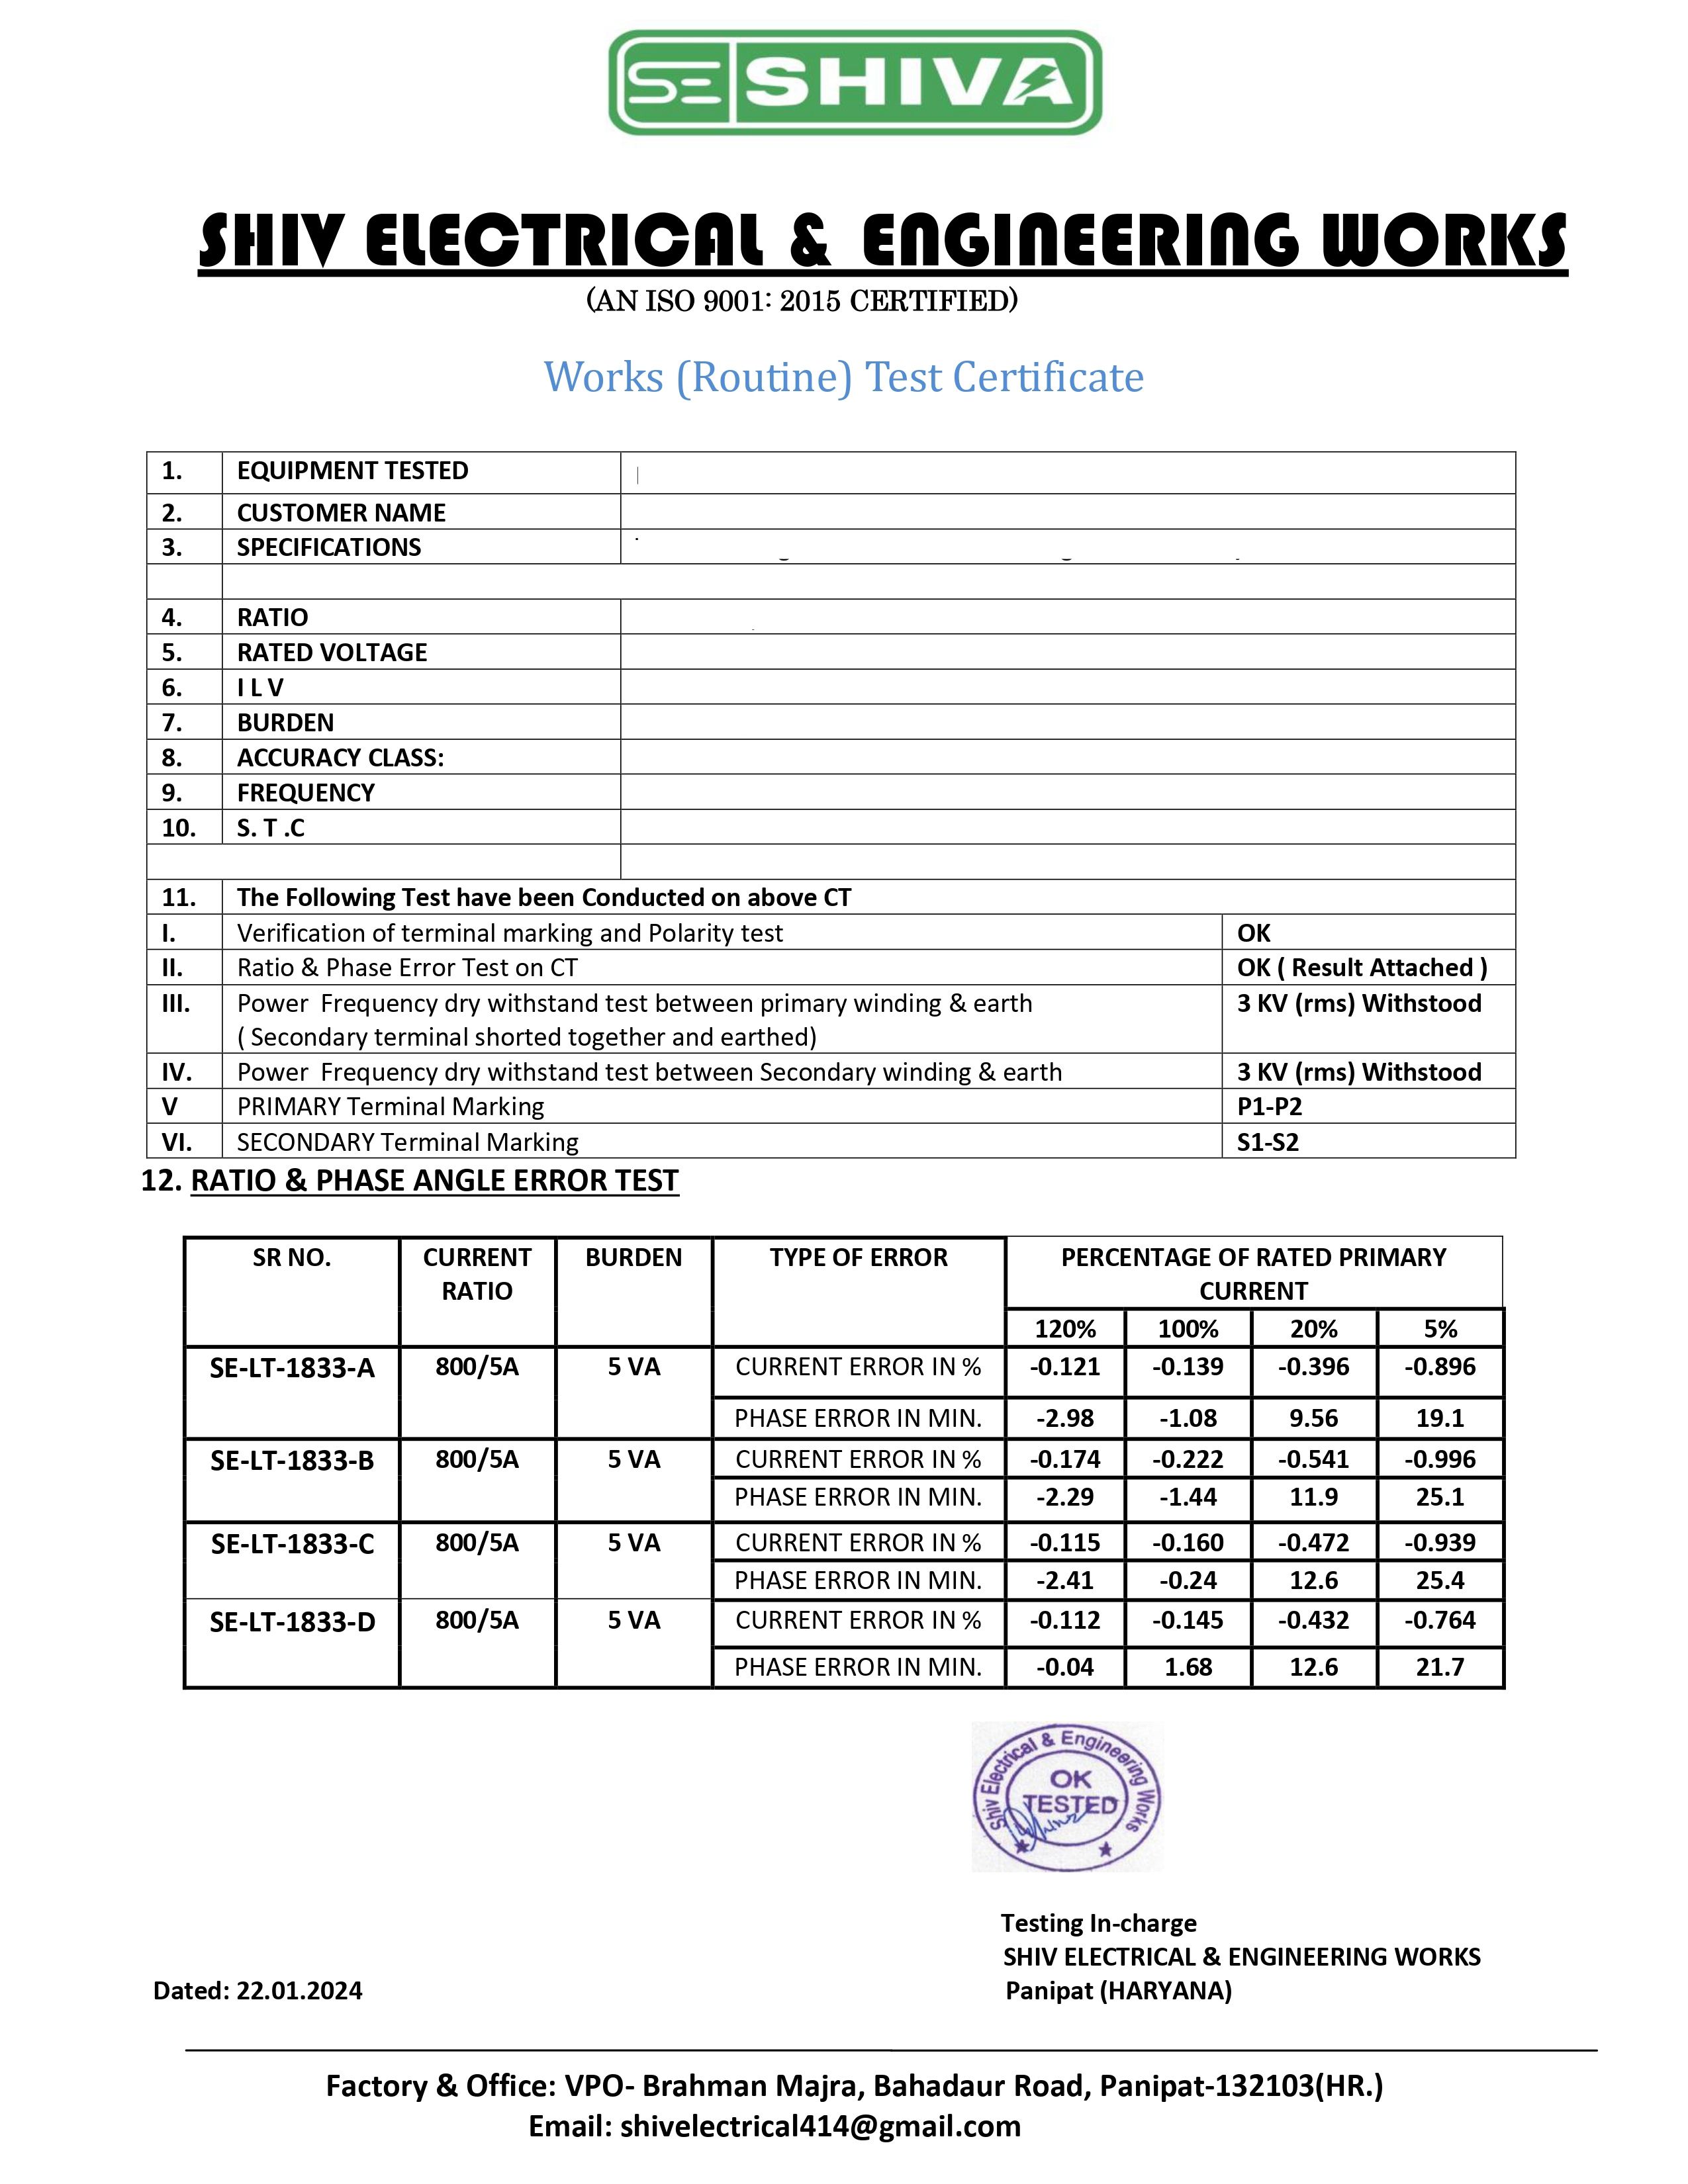 SE SHIVA
SHIV ELECTRICAL & ENGINEERING WORKS
(AN ISO 9001: 2015 CERTIFIED)
Works (Routine) Test Certificate
1. EQUIPMENT TESTED
2. CUSTOMER NAME
3. SPECIFICATIONS
4. RATIO
5. RATED VOLTAGE
6. I L V
7. BURDEN
8. ACCURACY CLASS:
9. FREQUENCY
10. S. T .C
11. The Following Test have been Conducted on above CT
I. Verification of terminal marking and Polarity test OK
II. Ratio & Phase Error Test on CT OK ( Result Attached )
III. Power Frequency dry withstand test between primary winding & earth 3 KV (rms) Withstood
( Secondary terminal shorted together and earthed)
IV. Power Frequency dry withstand test between Secondary winding & earth 3 KV (rms) Withstood
V PRIMARY Terminal Marking P1-P2
VI. SECONDARY Terminal Marking S1-S2
12. RATIO & PHASE ANGLE ERROR TEST
SR NO. CURRENT BURDEN TYPE OF ERROR PERCENTAGE OF RATED PRIMARY
RATIO CURRENT
120% 100% 20% 5%
SE-LT-1833-A 800/5A 5 VA CURRENT ERROR IN % -0.121 -0.139 -0.396 -0.896
PHASE ERROR IN MIN. -2.98 -1.08 9.56 19.1
SE-LT-1833-B 800/5A 5 VA CURRENT ERROR IN % -0.174 -0.222 -0.541 -0.996
PHASE ERROR IN MIN. -2.29 -1.44 11.9 25.1
SE-LT-1833-C 800/5A 5 VA CURRENT ERROR IN % -0.115 -0.160 -0.472 -0.939
PHASE ERROR IN MIN. -2.41 -0.24 12.6 25.4
SE-LT-1833-D 800/5A 5 VA CURRENT ERROR IN % -0.112 -0.145 -0.432 -0.764
PHASE ERROR IN MIN. -0.04 1.68 12.6 21.7
Shiv Electrical & Engineering Works
OK
TESTED
Testing In-charge
SHIV ELECTRICAL & ENGINEERING WORKS
Dated: 22.01.2024 Panipat (HARYANA)
Factory & Office: VPO- Brahman Majra, Bahadaur Road, Panipat-132103(HR.)
Email: shivelectrical414@gmail.com